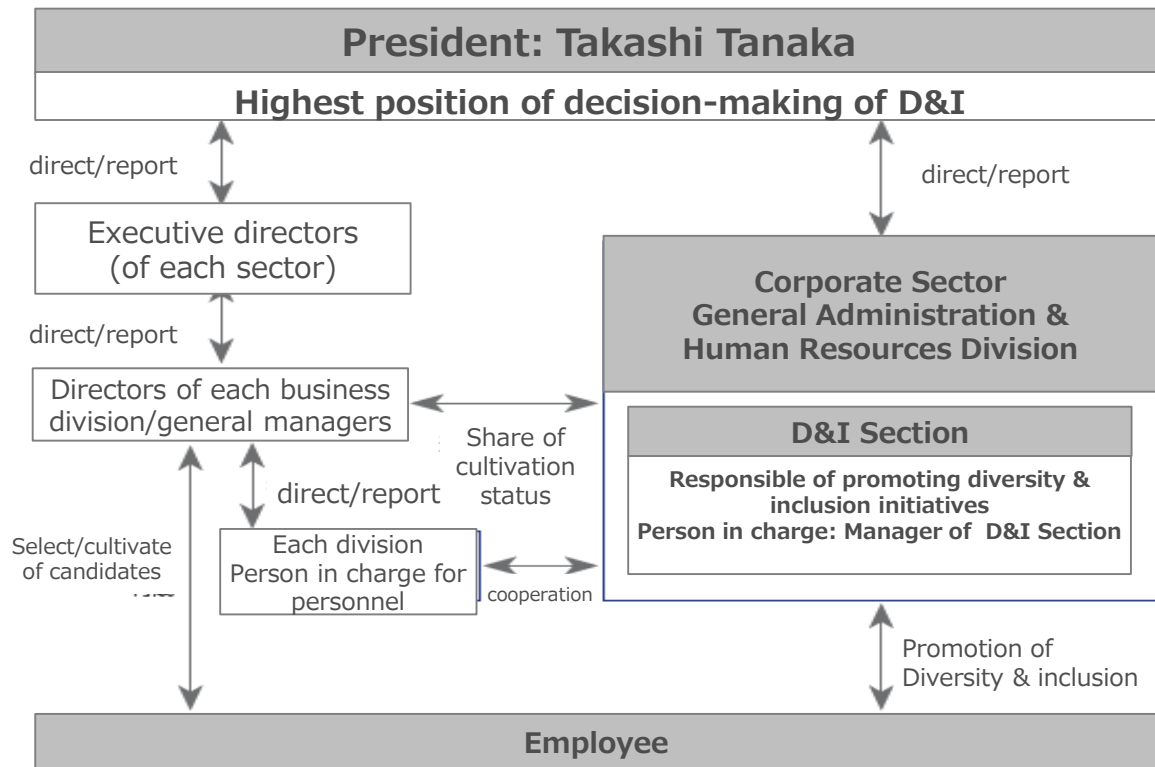 President: Takashi Tanaka
Highest position of decision-making of D&I
direct/report
direct/report
Executive directors
(of each sector)
Corporate Sector
General Administration &
Human Resources Division
direct/report
Directors of each business
division/general managers
Share of
cultivation
status
D&I Section
Responsible of promoting diversity &
inclusion initiatives
Person in charge: Manager of D&I Section
direct/report
Select/cultivate
of candidates
Each division
Person in charge for
personnel
cooperation
Promotion of
Diversity & inclusion
Employee